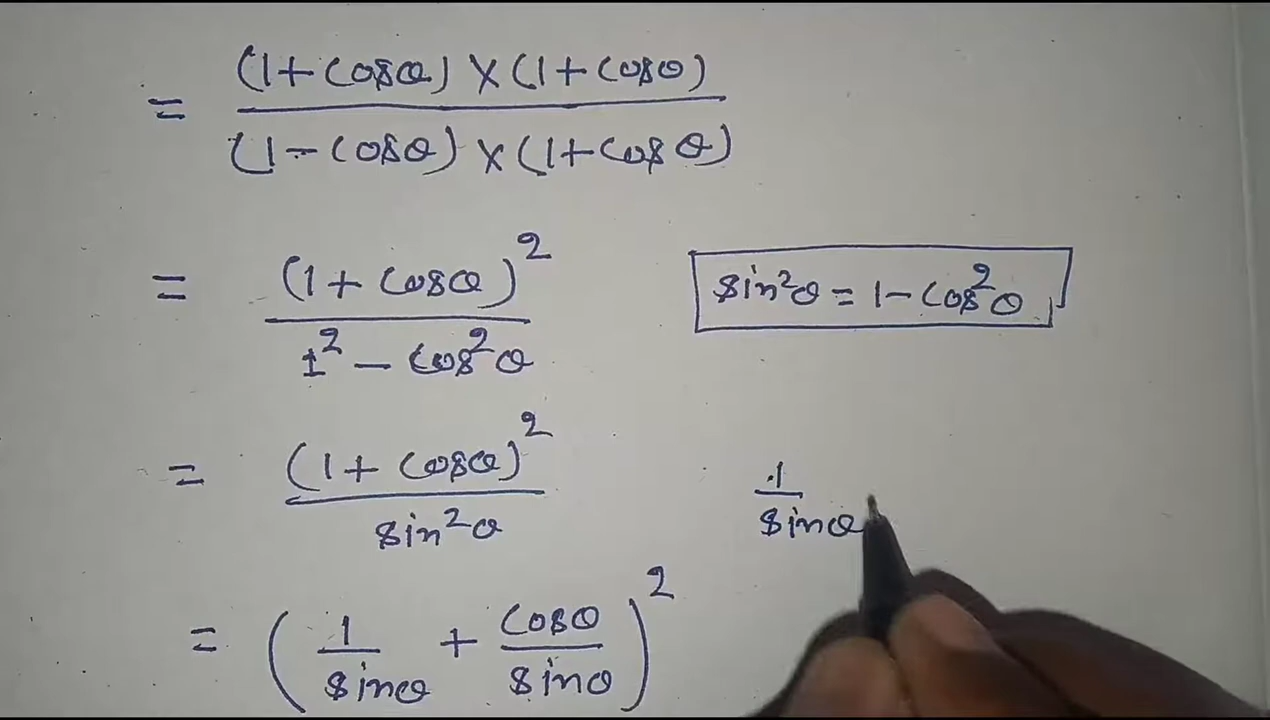 = (1 + cosθ) × (1 + cosθ) / (1 - cosθ) × (1 + cosθ)
= (1 + cosθ)² / 1² - cos²θ
sin²θ = 1 - cos²θ
= (1 + cosθ)² / sin²θ
1 / sinθ
= (1 / sinθ + cosθ / sinθ)²